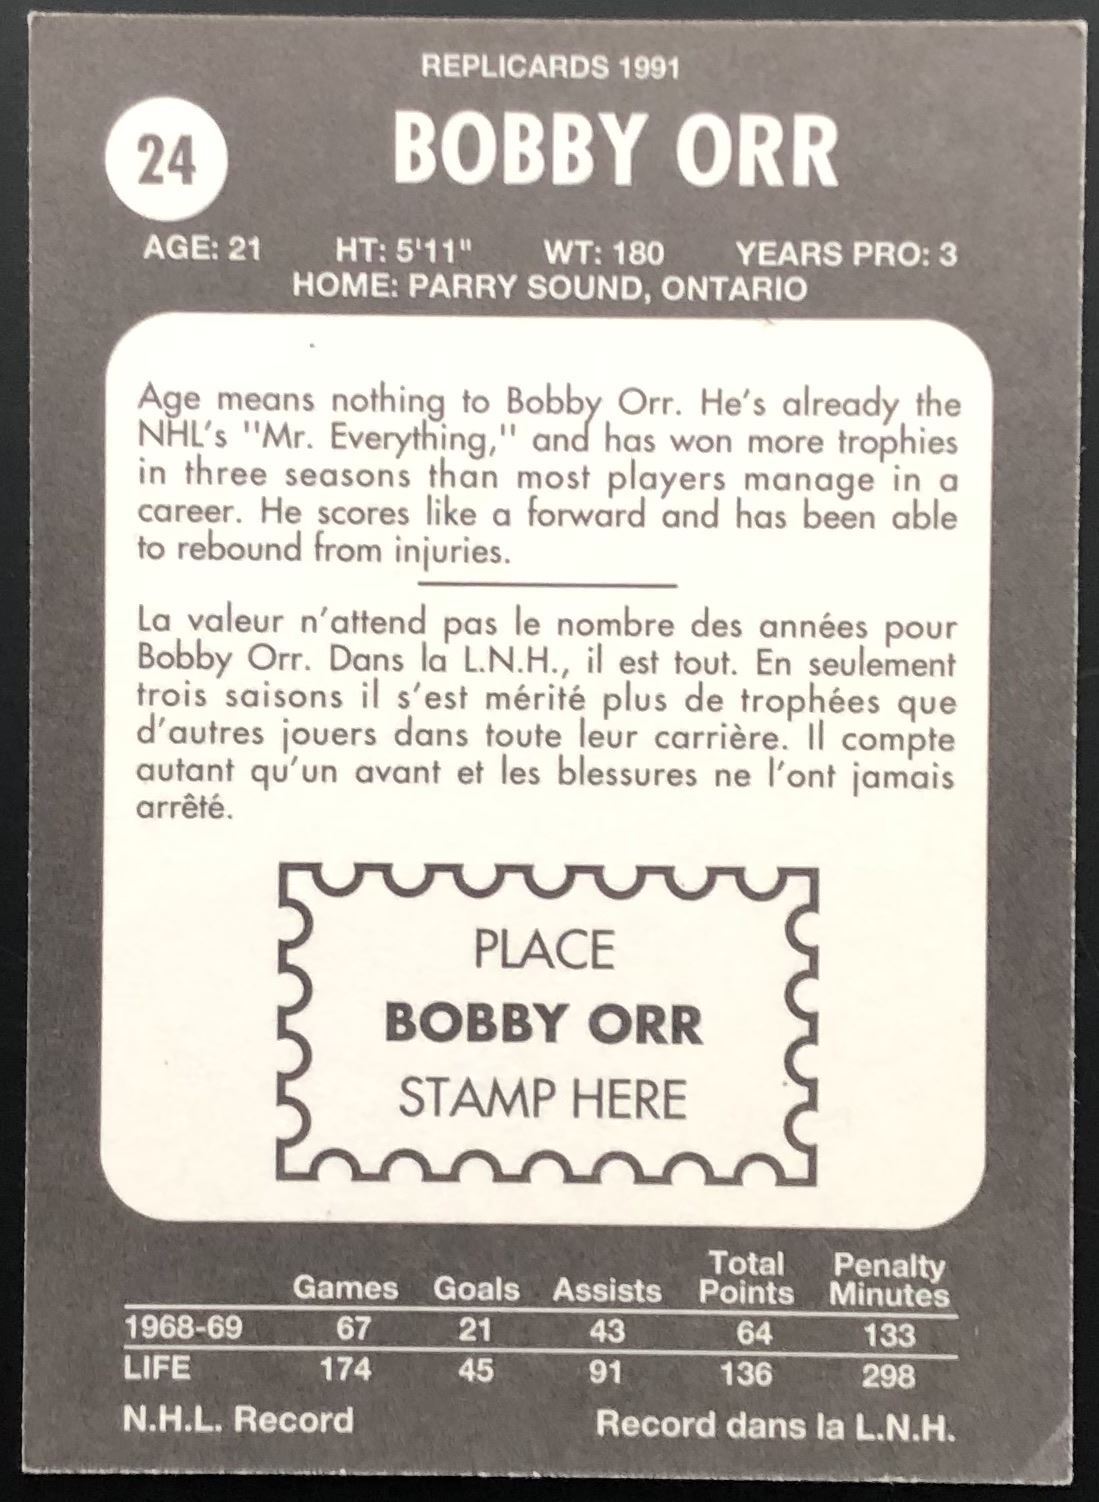 REPLICARDS 1991
24
BOBBY ORR
AGE: 21 HT: 5'11" WT: 180 YEARS PRO: 3
HOME: PARRY SOUND, ONTARIO
Age means nothing to Bobby Orr. He's already the
NHL's "Mr. Everything," and has won more trophies
in three seasons than most players manage in a
career. He scores like a forward and has been able
to rebound from injuries.
La valeur n'attend pas le nombre des années pour
Bobby Orr. Dans la L.N.H., il est tout. En seulement
trois saisons il s'est mérité plus de trophées que
d'autres jouers dans toute leur carrière. Il compte
autant qu'un avant et les blessures ne l'ont jamais
arrêté.
PLACE
BOBBY ORR
STAMP HERE
Games Goals Assists Total Points Penalty Minutes
1968-69 67 21 43 64 133
LIFE 174 45 91 136 298
N.H.L. Record Record dans la L.N.H.